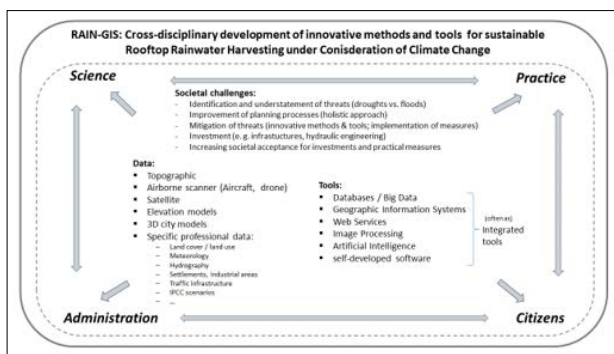 RAIN-GIS: Cross-disciplinary development of innovative methods and tools for sustainable
Rooftop Rainwater Harvesting under Conisderation of Climate Change
Science
Practice
Societal challenges:
- Identification and understatement of threats (droughts vs. floods)
- Improvement of planning processes (holistic approach)
- Mitigation of threats (innovative methods & tools; implementation of measures)
- Investment (e. g. infrastuctures, hydraulic engineering)
- Increasing societal acceptance for investments and practical measures
Data:
▪ Topographic
▪ Airborne scanner (Aircraft, drone)
▪ Satellite
▪ Elevation models
▪ 3D city models
▪ Specific professional data:
– Land cover / land use
– Meteorology
– Hydrography
– Settlements, Industrial areas
– Traffic Infrastructure
– IPCC scenarios
– ...
Tools:
▪ Databases / Big Data
▪ Geographic Information Systems
▪ Web Services
▪ Image Processing
▪ Artificial Intelligence
▪ self-developed software
(often as)
Integrated
tools
Administration
Citizens